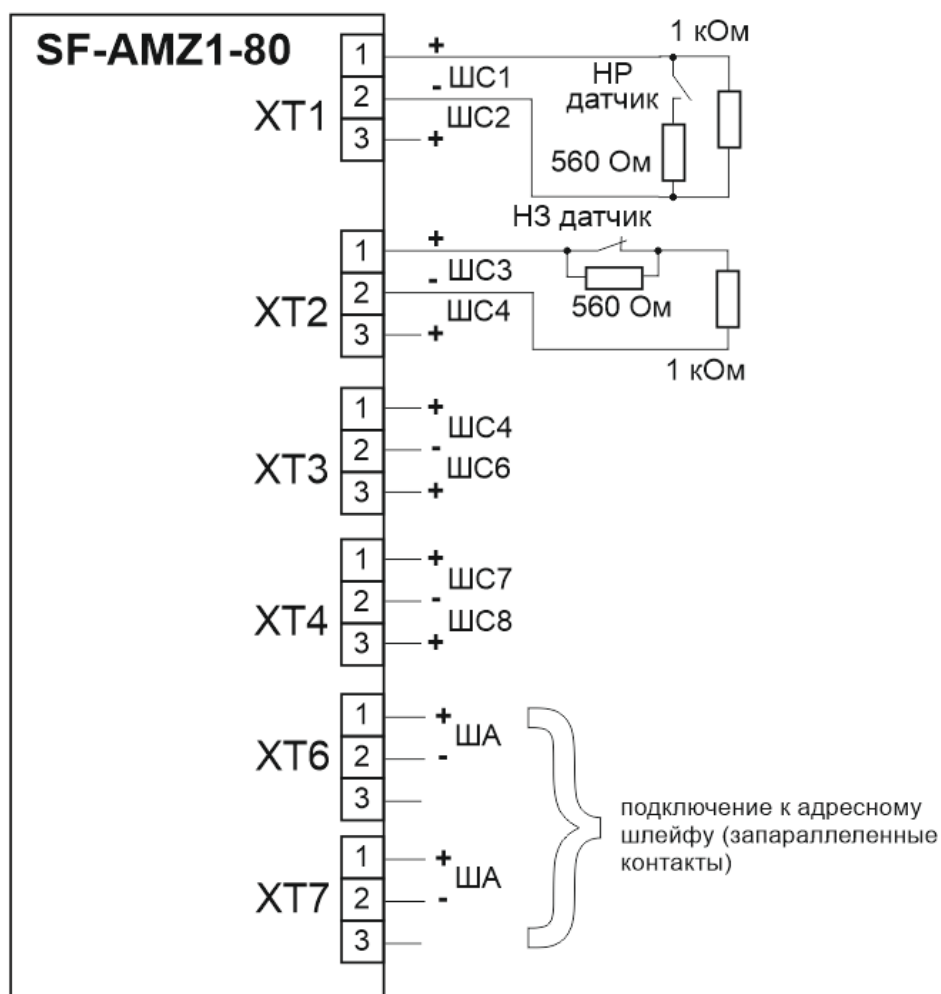 SF-AMZ1-80
XT1
1
2
3
+
- ШС1
ШС2
+
1 кОм
НР
датчик
560 Ом
НЗ датчик
XT2
1
2
3
+
- ШС3
ШС4
+
560 Ом
1 кОм
XT3
1
2
3
+
ШС4
-
ШС6
+
XT4
1
2
3
+
ШС7
-
ШС8
+
XT6
1
2
3
+
ША
-
XT7
1
2
3
+
ША
-
подключение к адресному
шлейфу (запараллеленные
контакты)